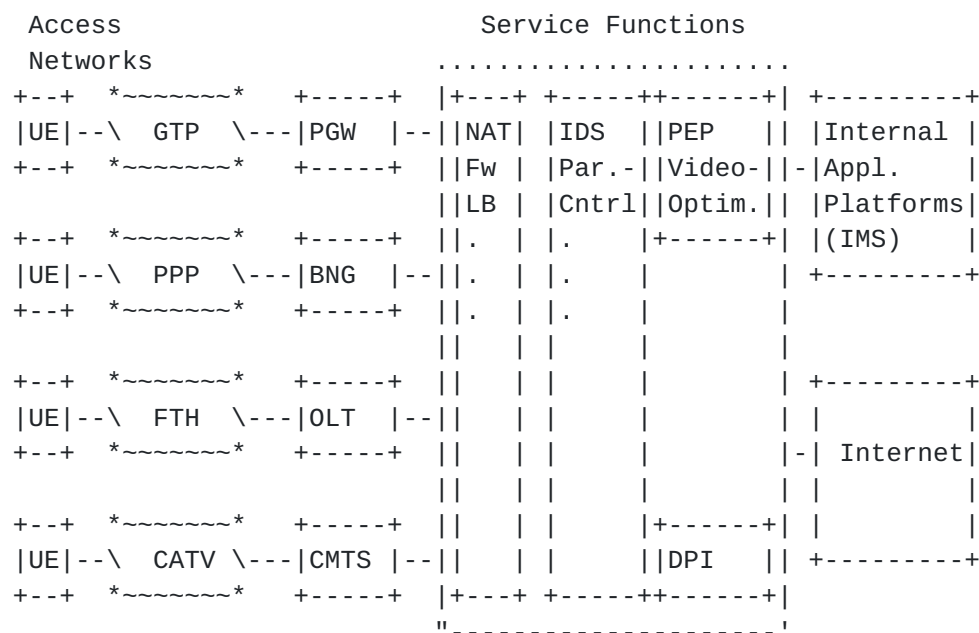 Access                       Service Functions
 Networks                  .......................
+--+  *~~~~~~~*   +-----+  |+---+ +-----++------+| +---------+
|UE|--\  GTP  \---|PGW  |--||NAT| |IDS  ||PEP   || |Internal |
+--+  *~~~~~~~*   +-----+  ||Fw | |Par.-||Video-||-|Appl.    |
                           ||LB | |Cntrl||Optim.|| |Platforms|
+--+  *~~~~~~~*   +-----+  ||.  | |.    |+------+| |(IMS)    |
|UE|--\  PPP  \---|BNG  |--||.  | |.    |        | +---------+
+--+  *~~~~~~~*   +-----+  ||.  | |.    |        |
                           ||   | |     |        |
+--+  *~~~~~~~*   +-----+  ||   | |     |        | +---------+
|UE|--\  FTH  \---|OLT  |--||   | |     |        | |         |
+--+  *~~~~~~~*   +-----+  ||   | |     |        |-| Internet|
                           ||   | |     |        | |         |
+--+  *~~~~~~~*   +-----+  ||   | |     |+------+| |         |
|UE|--\  CATV \---|CMTS |--||   | |     ||DPI   || +---------+
+--+  *~~~~~~~*   +-----+  |+---+ +-----++------+|
                           "---------------------'